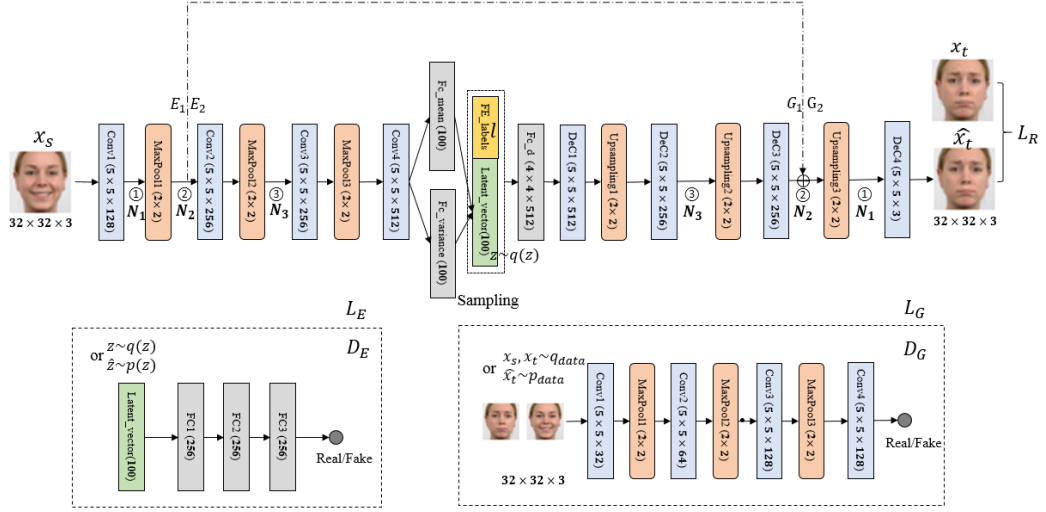 x_t
E_1 E_2
G_1 G_2
x_s
Conv1 (5 × 5 × 128)
① N_1
MaxPool1 (2 × 2)
② N_2
Conv2 (5 × 5 × 256)
MaxPool2 (2 × 2)
③ N_3
Conv3 (5 × 5 × 256)
MaxPool3 (2 × 2)
Conv4 (5 × 5 × 512)
Fc_mean (100)
Fc_variance (100)
Sampling
FE_labels
l
Latent_vector(100)
z~q(z)
Fc_d (4 × 4 × 512)
DeC1 (5 × 5 × 512)
Upsampling1 (2 × 2)
DeC2 (5 × 5 × 256)
③ N_3
Upsampling2 (2 × 2)
DeC3 (5 × 5 × 256)
⊕
② N_2
Upsampling3 (2 × 2)
① N_1
DeC4 (5 × 5 × 3)
x̂_t
L_R
32 × 32 × 3
32 × 32 × 3
L_E
D_E
or z~q(z)
ẑ~p(z)
Latent_vector(100)
FC1 (256)
FC2 (256)
FC3 (256)
Real/Fake
L_G
D_G
or x_s, x_t~q_data
x̂_t~p_data
32 × 32 × 3
Conv1 (5 × 5 × 32)
MaxPool1 (2 × 2)
Conv2 (5 × 5 × 64)
MaxPool2 (2 × 2)
Conv3 (5 × 5 × 128)
MaxPool3 (2 × 2)
Conv4 (5 × 5 × 128)
Real/Fake